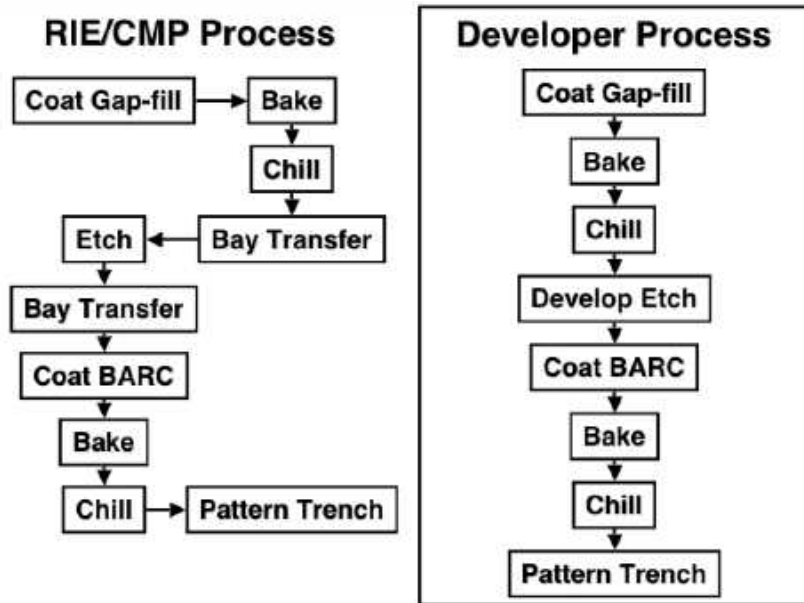 RIE/CMP Process
Coat Gap-fill
Bake
Chill
Bay Transfer
Etch
Bay Transfer
Coat BARC
Bake
Chill
Pattern Trench
Developer Process
Coat Gap-fill
Bake
Chill
Develop Etch
Coat BARC
Bake
Chill
Pattern Trench